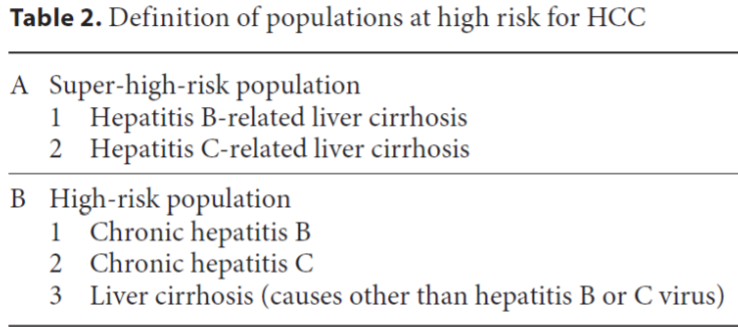 Table 2. Definition of populations at high risk for HCC
A Super-high-risk population
1 Hepatitis B-related liver cirrhosis
2 Hepatitis C-related liver cirrhosis
B High-risk population
1 Chronic hepatitis B
2 Chronic hepatitis C
3 Liver cirrhosis (causes other than hepatitis B or C virus)